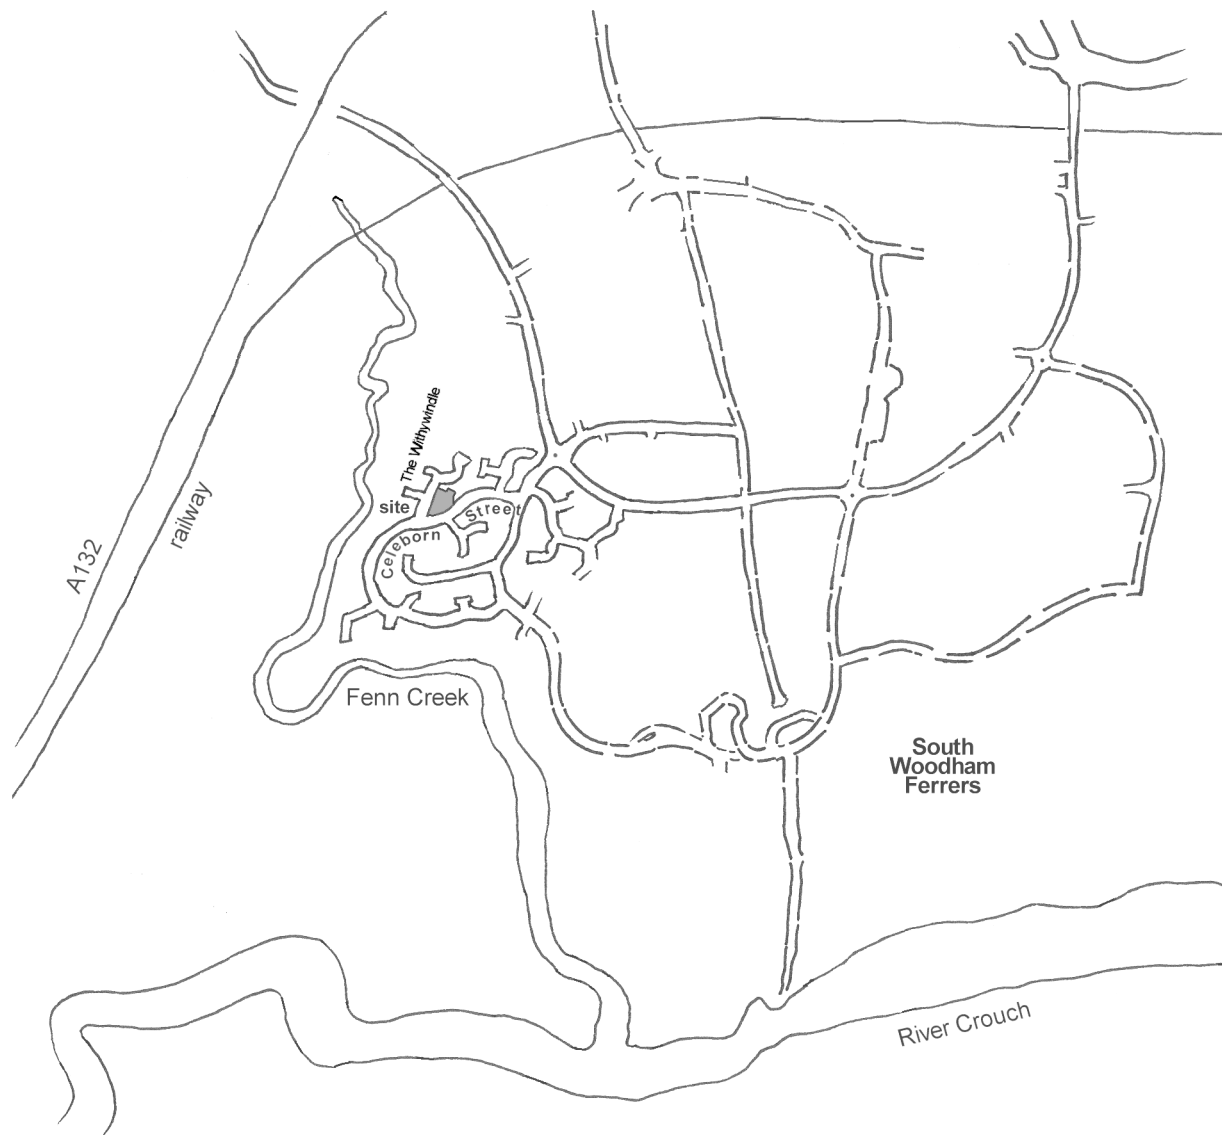 The Withywindle
site
Street
Celeborn
railway
A132
Fenn Creek
South
Woodham
Ferrers
River Crouch